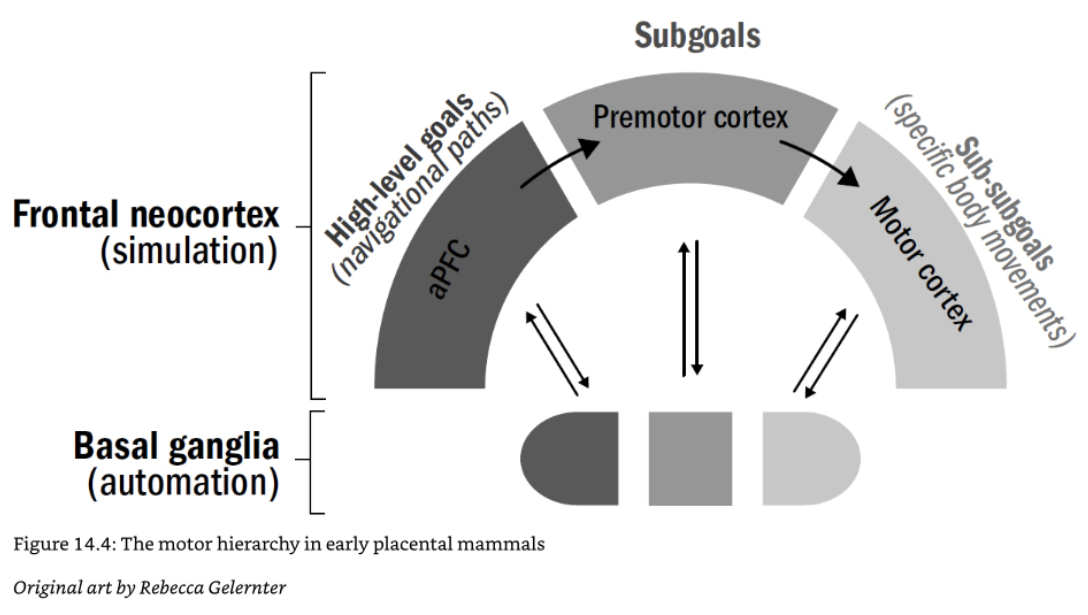 Subgoals
High-level goals
(navigational paths)
Premotor cortex
Sub-subgoals
(specific body movements)
Frontal neocortex
(simulation)
aPFC
Motor cortex
Basal ganglia
(automation)
Figure 14.4: The motor hierarchy in early placental mammals
Original art by Rebecca Gelernter